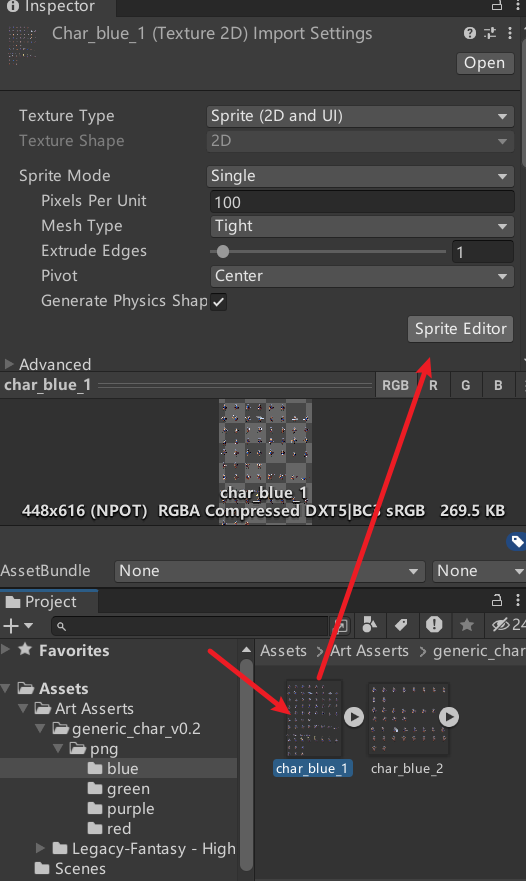 Inspector
Char_blue_1 (Texture 2D) Import Settings
Open
Texture Type Sprite (2D and UI)
Texture Shape 2D
Sprite Mode Single
Pixels Per Unit 100
Mesh Type Tight
Extrude Edges 1
Pivot Center
Generate Physics Shap
Sprite Editor
Advanced
char_blue_1 RGB R G B
char_blue_1
448x616 (NPOT) RGBA Compressed DXT5|BC3 sRGB 269.5 KB
AssetBundle None None
Project
24
Favorites Assets Art Asserts generic_char
Assets
Art Asserts
generic_char_v0.2
png
blue char_blue_1 char_blue_2
green
purple
red
Legacy-Fantasy - High
Scenes